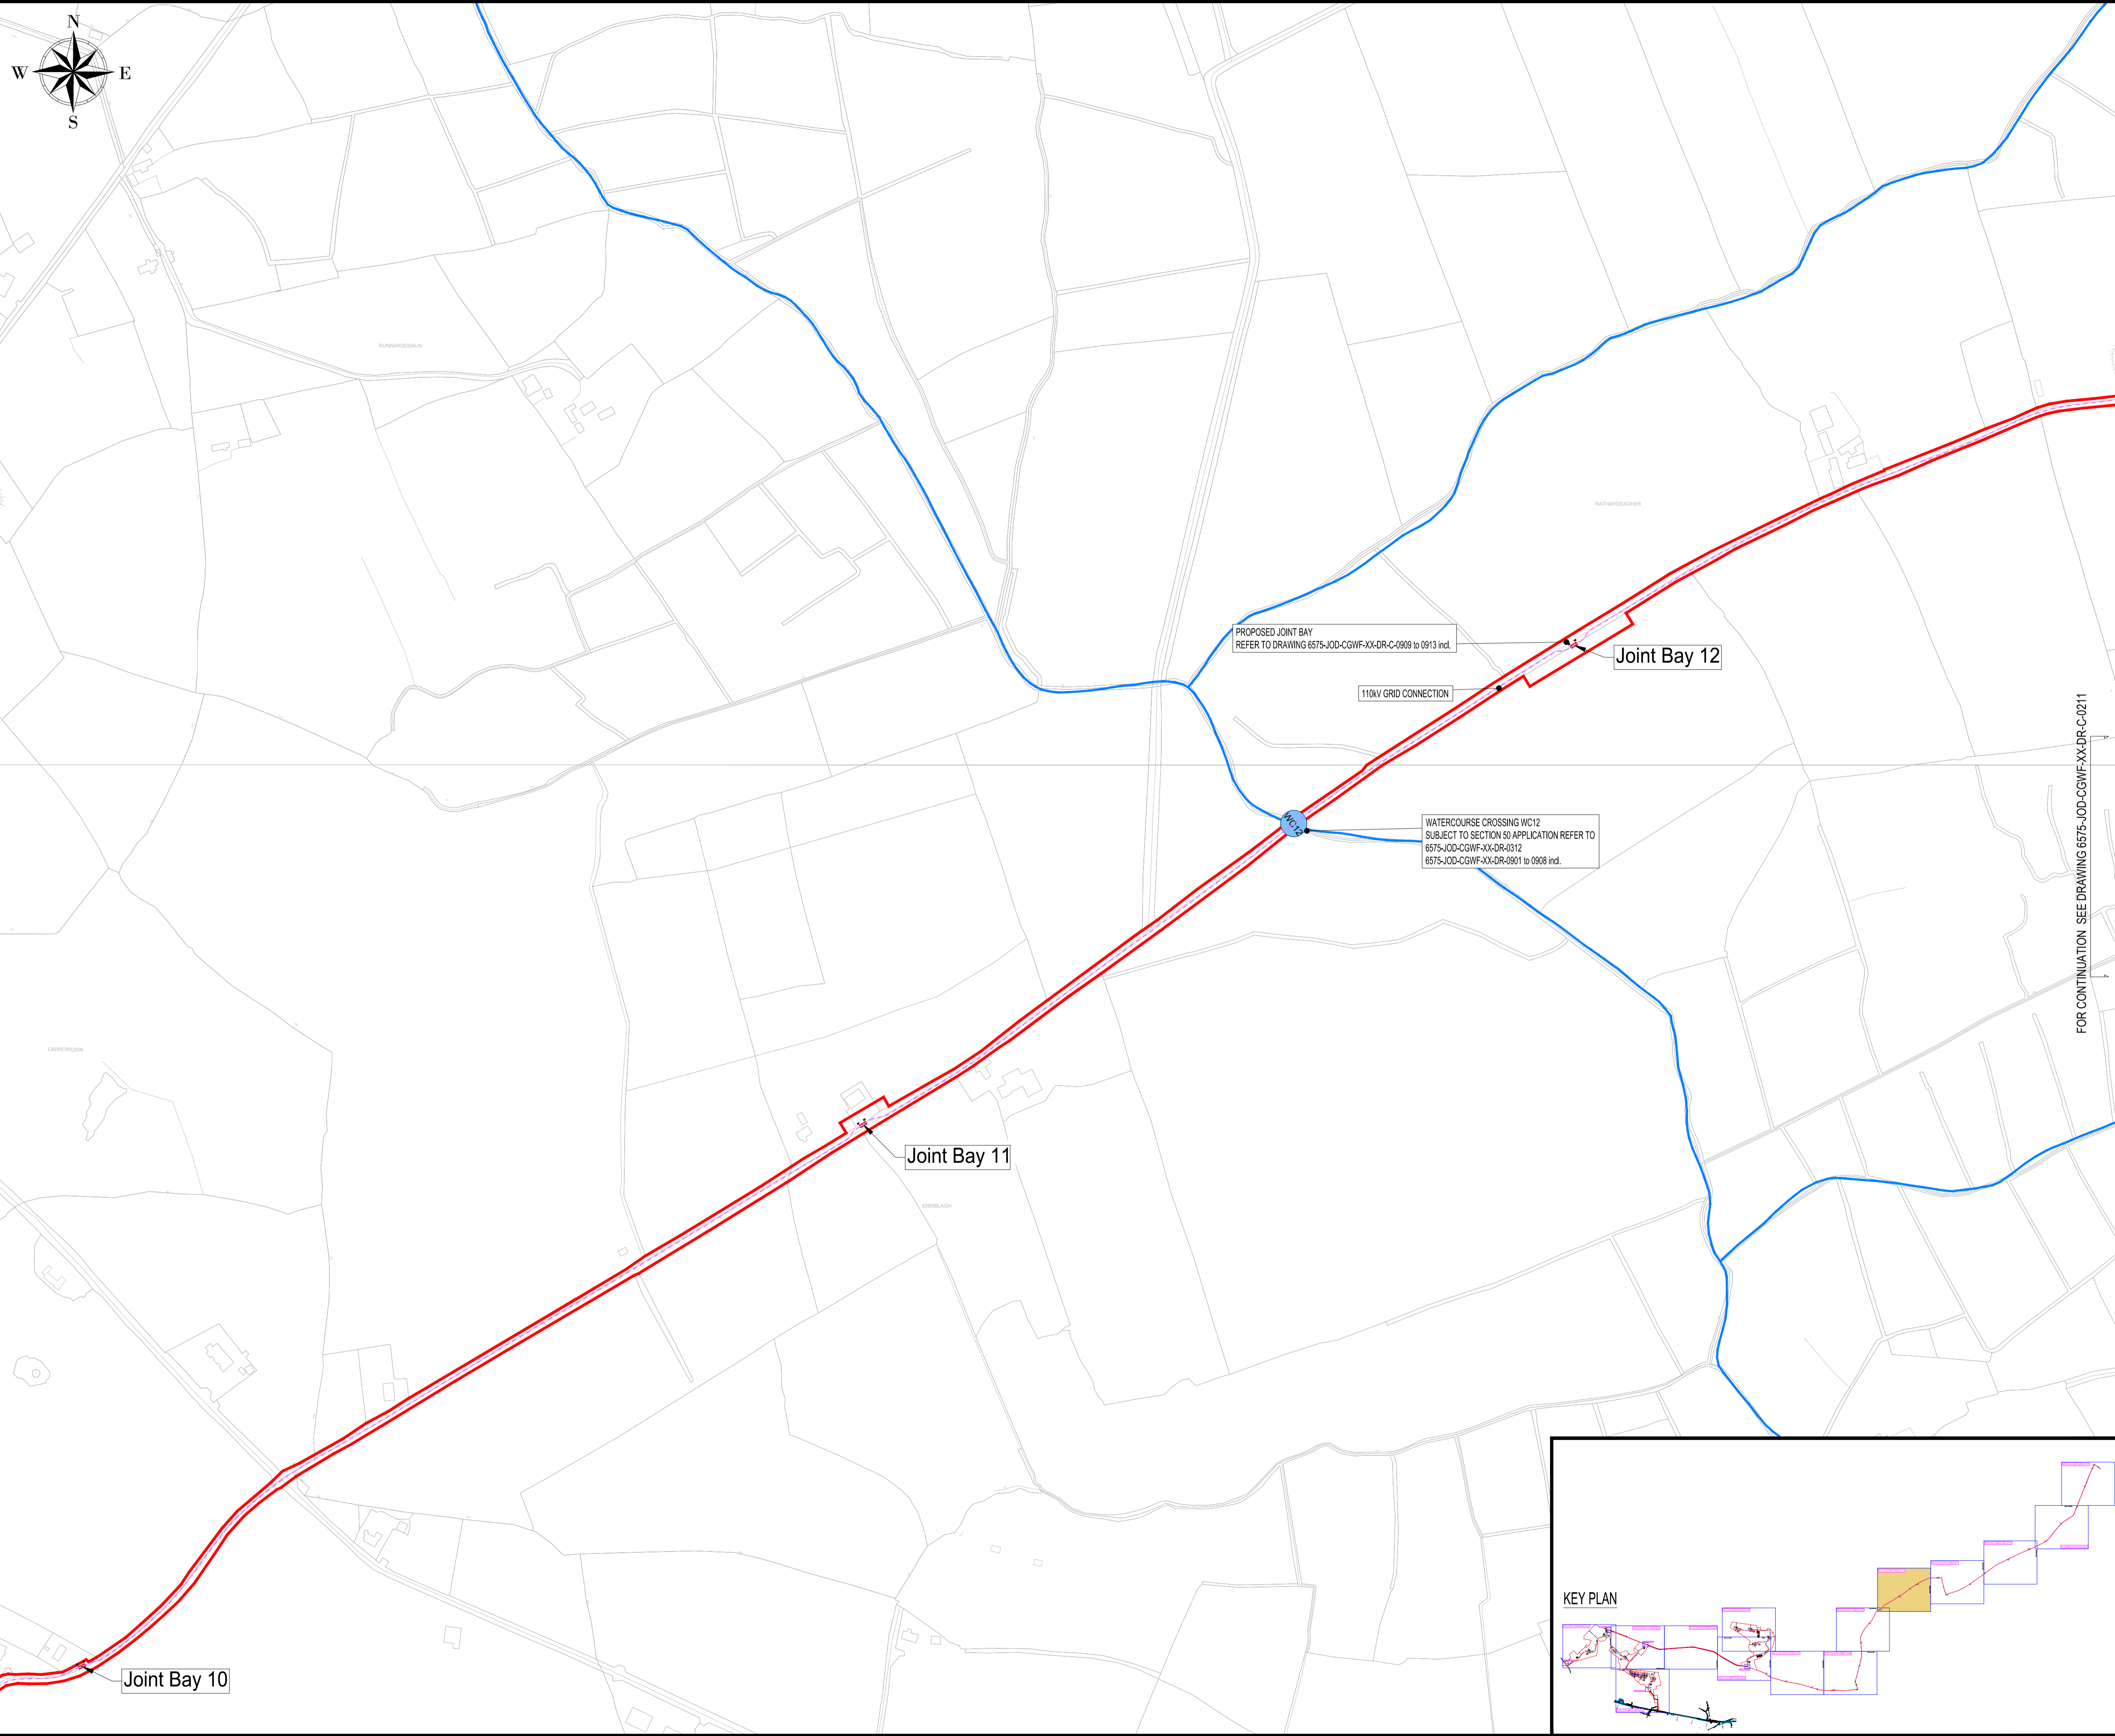 N
W
E
S
RUNNARODDAUN
RATHARDEAGHER
PROPOSED JOINT BAY
REFER TO DRAWING 6575-JOD-CGWF-XX-DR-C-0909 to 0913 incl.
Joint Bay 12
110kV GRID CONNECTION
WC12
WATERCOURSE CROSSING WC12
SUBJECT TO SECTION 50 APPLICATION REFER TO
6575-JOD-CGWF-XX-DR-0312
6575-JOD-CGWF-XX-DR-0901 to 0908 incl.
FOR CONTINUATION SEE DRAWING 6575-JOD-CGWF-XX-DR-C-0211
CARROWORIN
Joint Bay 11
ERRIBLAGH
Joint Bay 10
KEY PLAN